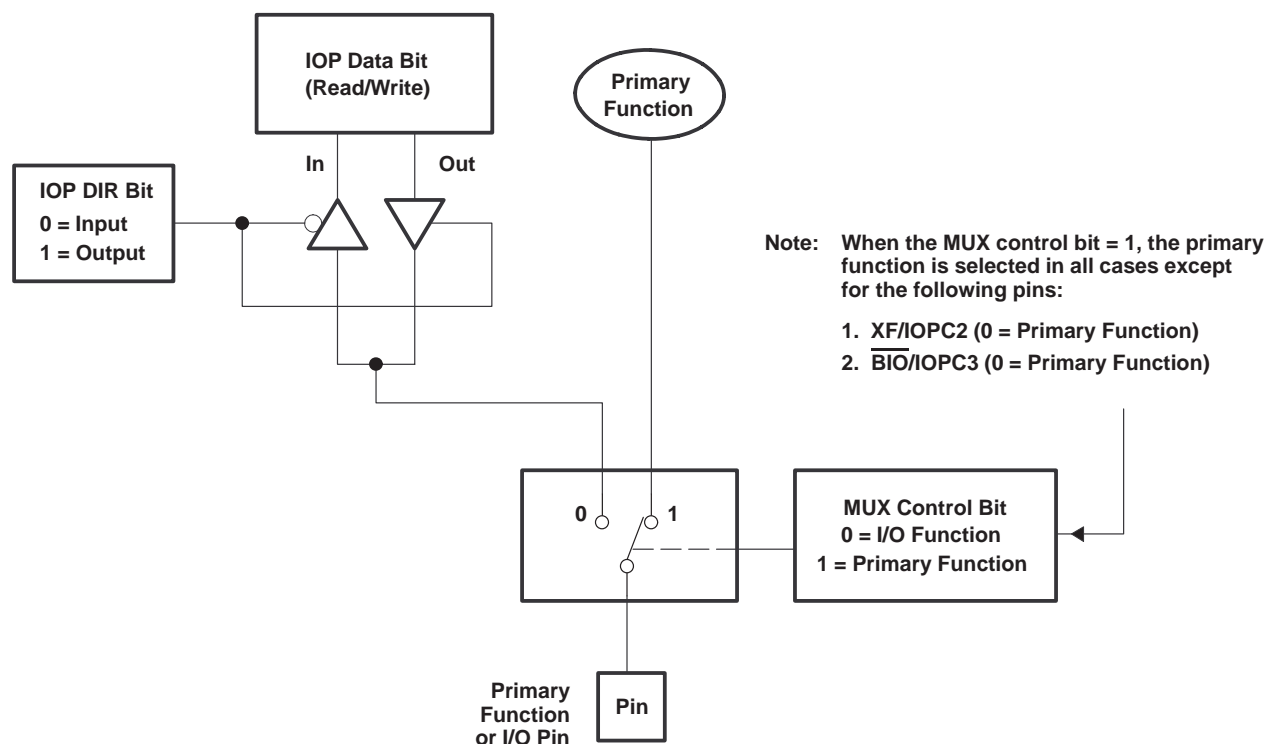 IOP Data Bit
(Read/Write)
Primary
Function
In
Out
IOP DIR Bit
0 = Input
1 = Output
Note: When the MUX control bit = 1, the primary
function is selected in all cases except
for the following pins:
1. XF/IOPC2 (0 = Primary Function)
2. B̅I̅O̅/IOPC3 (0 = Primary Function)
0
1
MUX Control Bit
0 = I/O Function
1 = Primary Function
Primary
Function
or I/O Pin
Pin